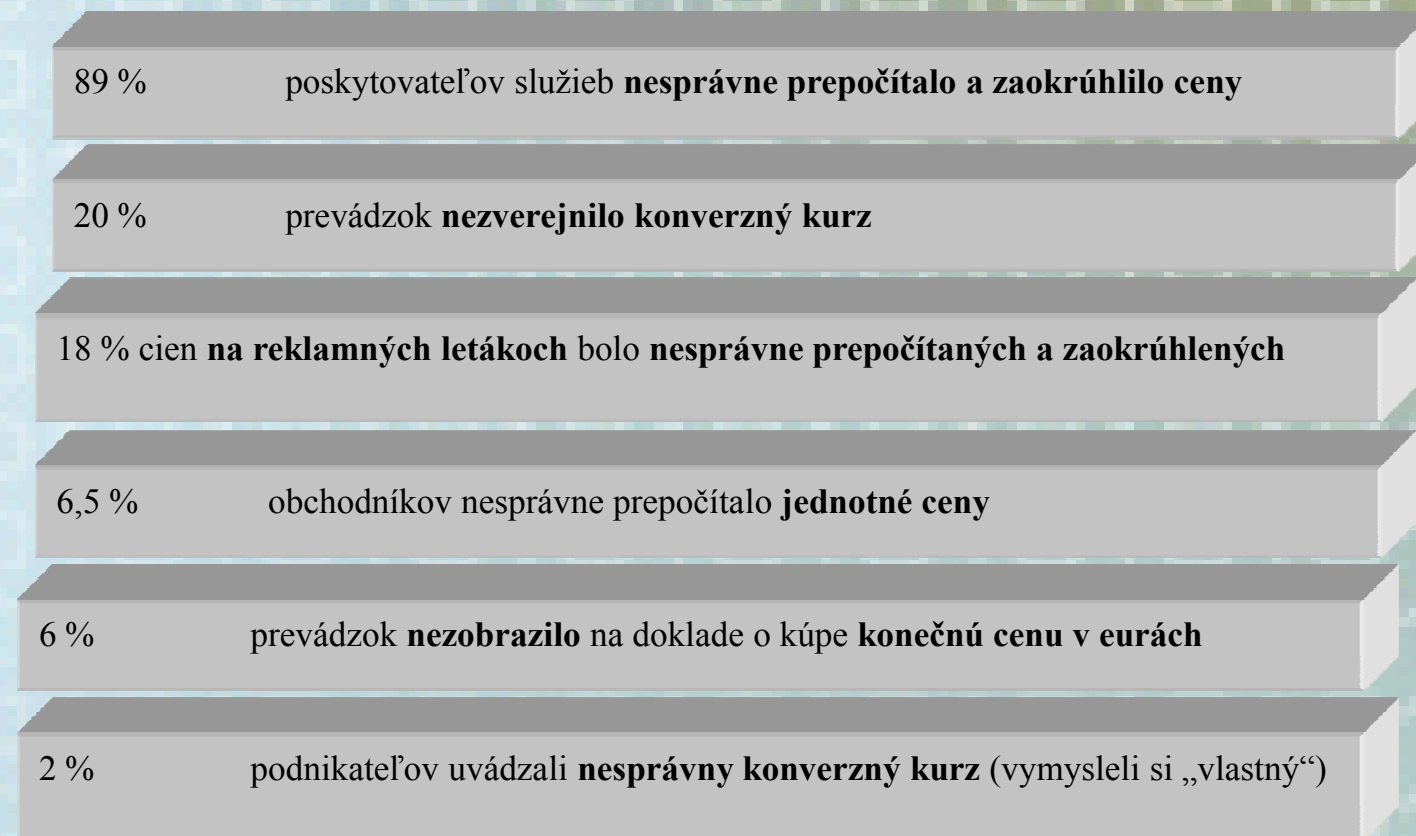 89 % poskytovateľov služieb nesprávne prepočítalo a zaokrúhlilo ceny
20 % prevádzok nezverejnilo konverzný kurz
18 % cien na reklamných letákoch bolo nesprávne prepočítaných a zaokrúhlených
6,5 % obchodníkov nesprávne prepočítalo jednotné ceny
6 % prevádzok nezobrazilo na doklade o kúpe konečnú cenu v eurách
2 % podnikateľov uvádzali nesprávny konverzný kurz (vymysleli si „vlastný“)